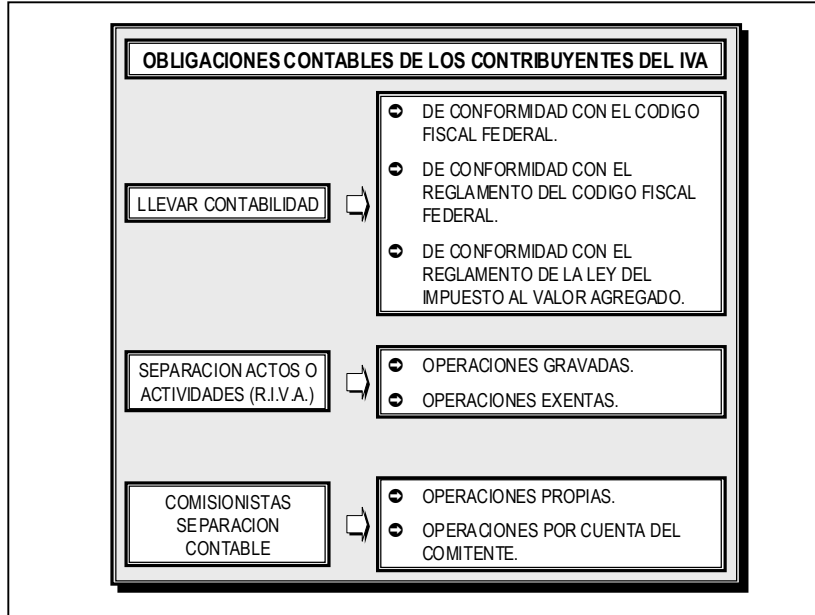 OBLIGACIONES CONTABLES DE LOS CONTRIBUYENTES DEL IVA
LLEVAR CONTABILIDAD
DE CONFORMIDAD CON EL CODIGO
FISCAL FEDERAL.
DE CONFORMIDAD CON EL
REGLAMENTO DEL CODIGO FISCAL
FEDERAL.
DE CONFORMIDAD CON EL
REGLAMENTO DE LA LEY DEL
IMPUESTO AL VALOR AGREGADO.
SEPARACION ACTOS O
ACTIVIDADES (R.I.V.A.)
OPERACIONES GRAVADAS.
OPERACIONES EXENTAS.
COMISIONISTAS
SEPARACION
CONTABLE
OPERACIONES PROPIAS.
OPERACIONES POR CUENTA DEL
COMITENTE.